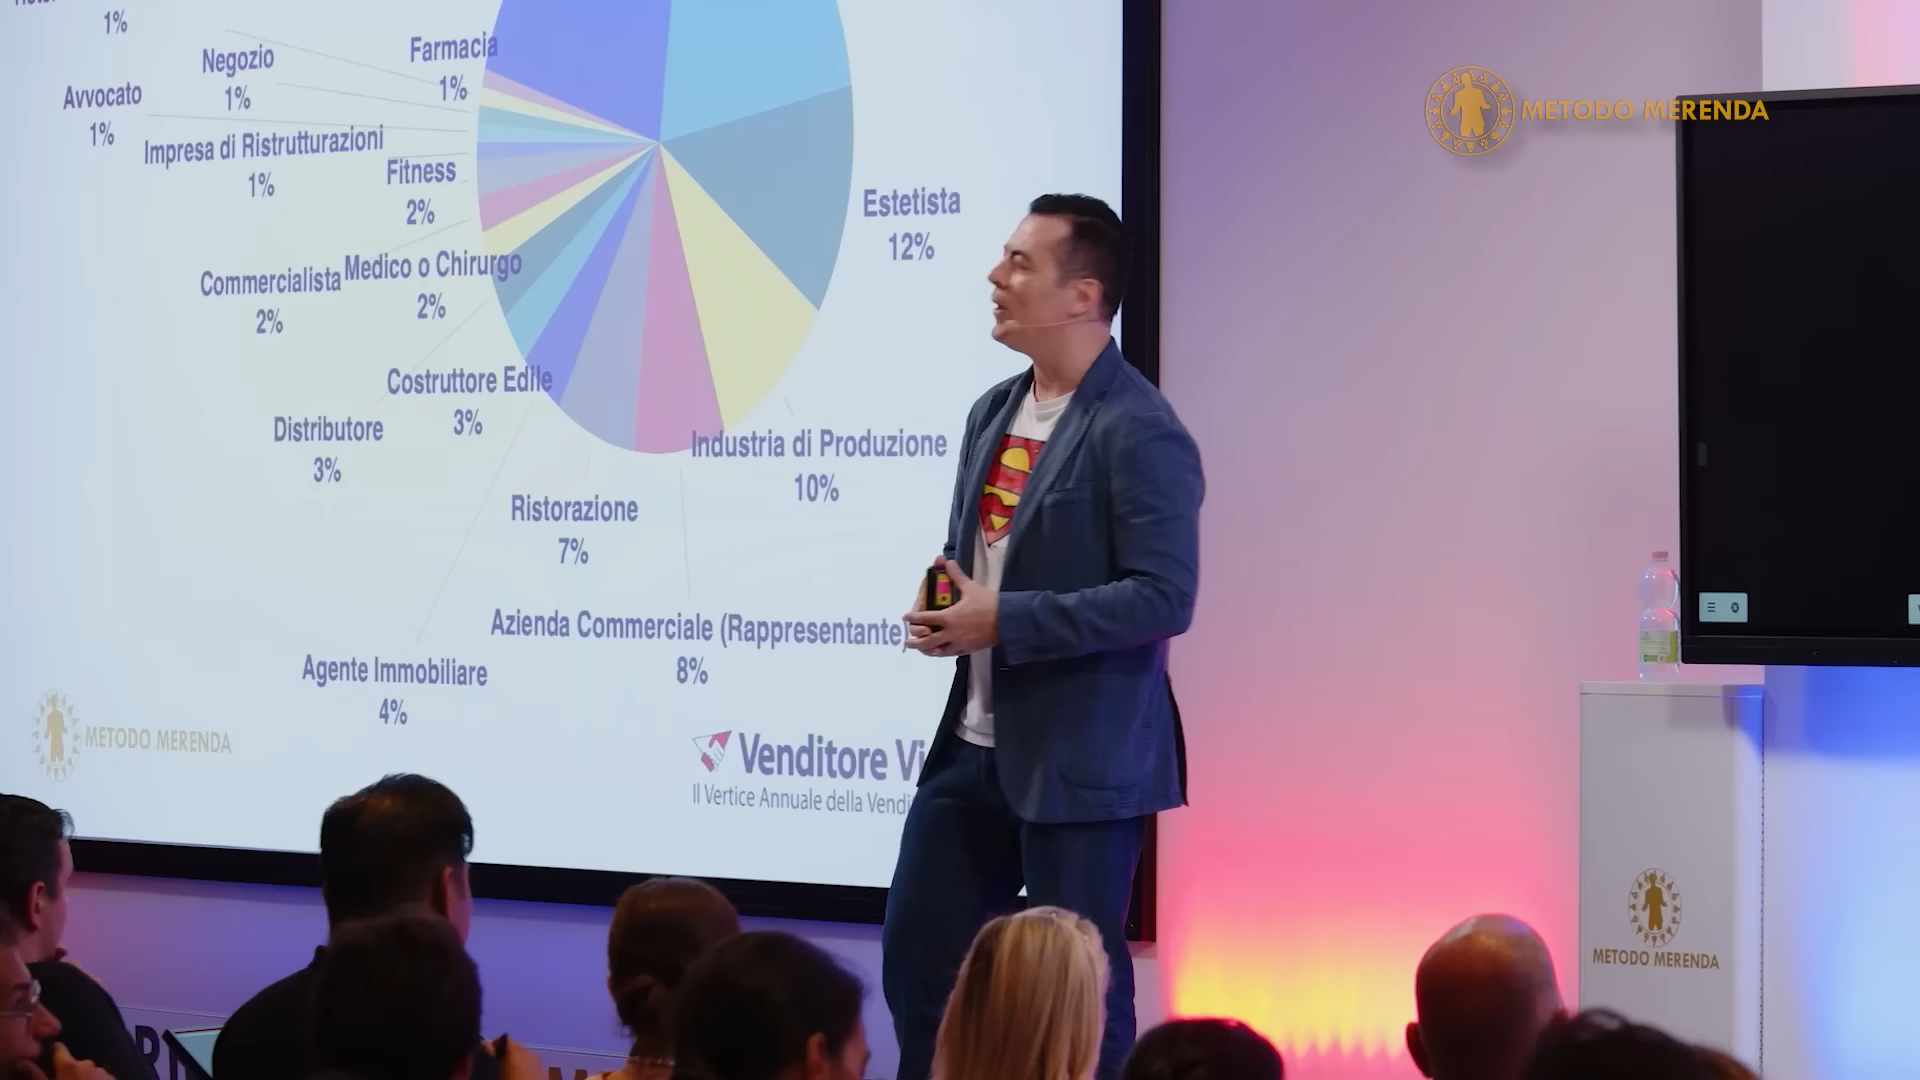 1%
Negozio
1%
Farmacia
1%
Avvocato
1%
Impresa di Ristrutturazioni
1%
Fitness
2%
Estetista
12%
Commercialista
2%
Medico o Chirurgo
2%
Costruttore Edile
3%
Distributore
3%
Industria di Produzione
10%
Ristorazione
7%
Azienda Commerciale (Rappresentante)
8%
Agente Immobiliare
4%
METODO MERENDA
Venditore Vi
Il Vertice Annuale della Vendi
METODO MERENDA
METODO MERENDA